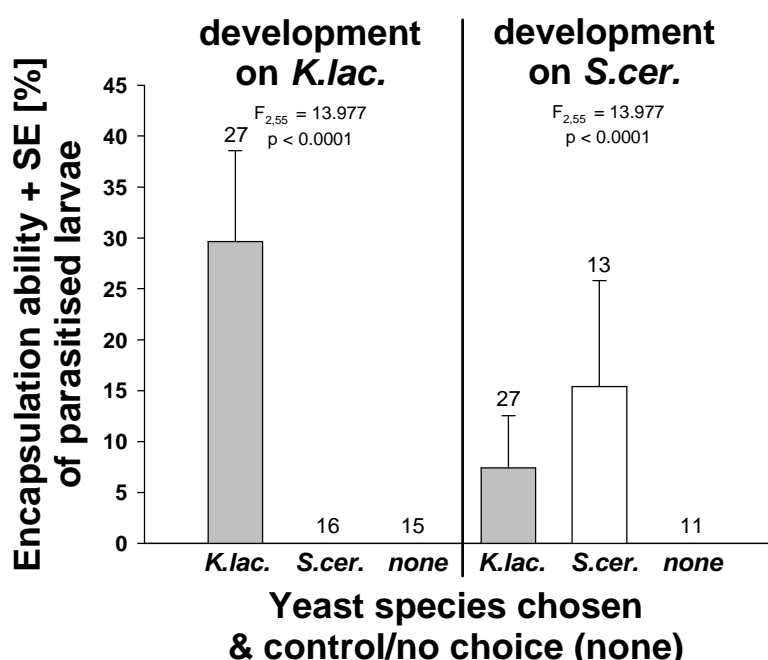 development
on K.lac.
development
on S.cer.
Encapsulation ability + SE [%]
of parasitised larvae
45
40
35
30
25
20
15
10
5
0
F2,55 = 13.977
p < 0.0001
F2,55 = 13.977
p < 0.0001
27
16
15
27
13
11
K.lac. S.cer. none K.lac. S.cer. none
Yeast species chosen
& control/no choice (none)